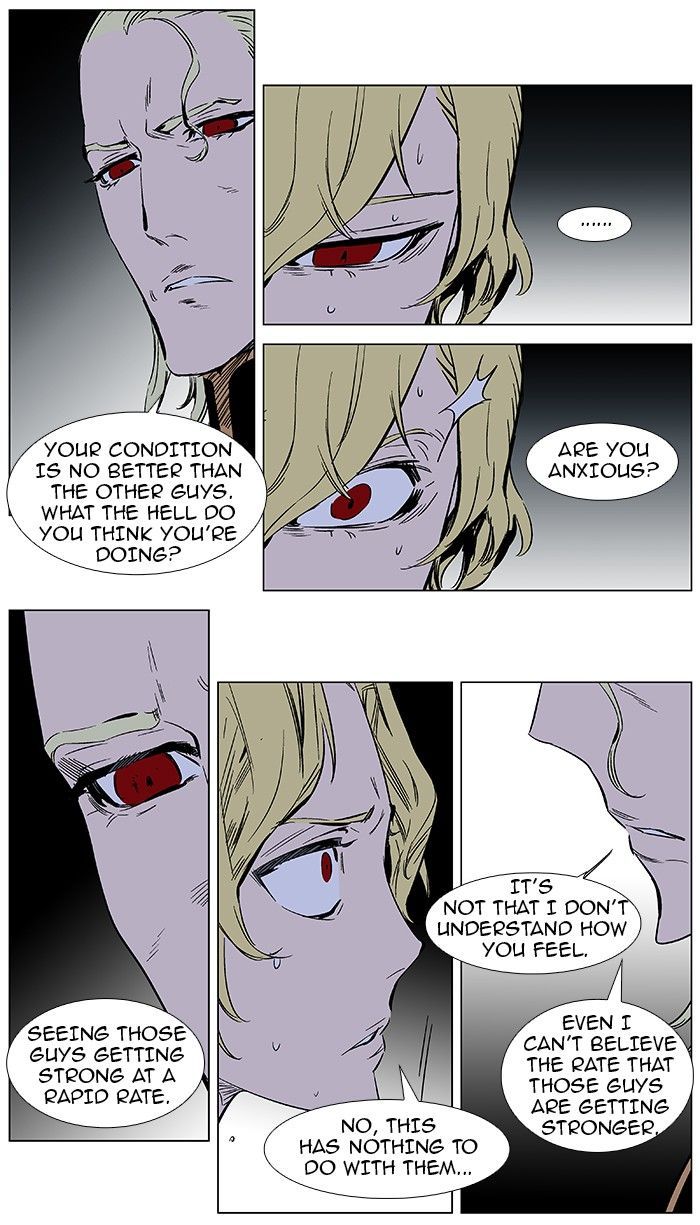 YOUR CONDITION
IS NO BETTER THAN
THE OTHER GUYS.
WHAT THE HELL DO
YOU THINK YOU'RE
DOING?
......
ARE YOU
ANXIOUS?
SEEING THOSE
GUYS GETTING
STRONG AT A
RAPID RATE.
NO, THIS
HAS NOTHING TO
DO WITH THEM...
IT'S
NOT THAT I DON'T
UNDERSTAND HOW
YOU FEEL.
EVEN I
CAN'T BELIEVE
THE RATE THAT
THOSE GUYS
ARE GETTING
STRONGER.